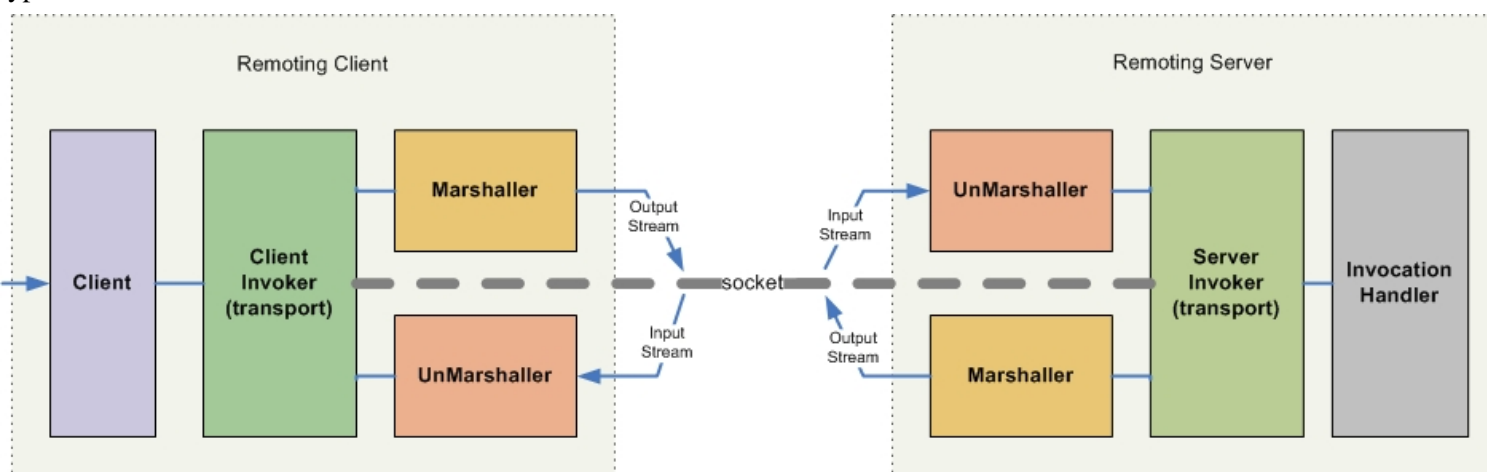 Remoting Client
Remoting Server
Client
Client
Invoker
(transport)
Marshaller
UnMarshaller
Output
Stream
Input
Stream
socket
Input
Stream
Output
Stream
UnMarshaller
Marshaller
Server
Invoker
(transport)
Invocation
Handler